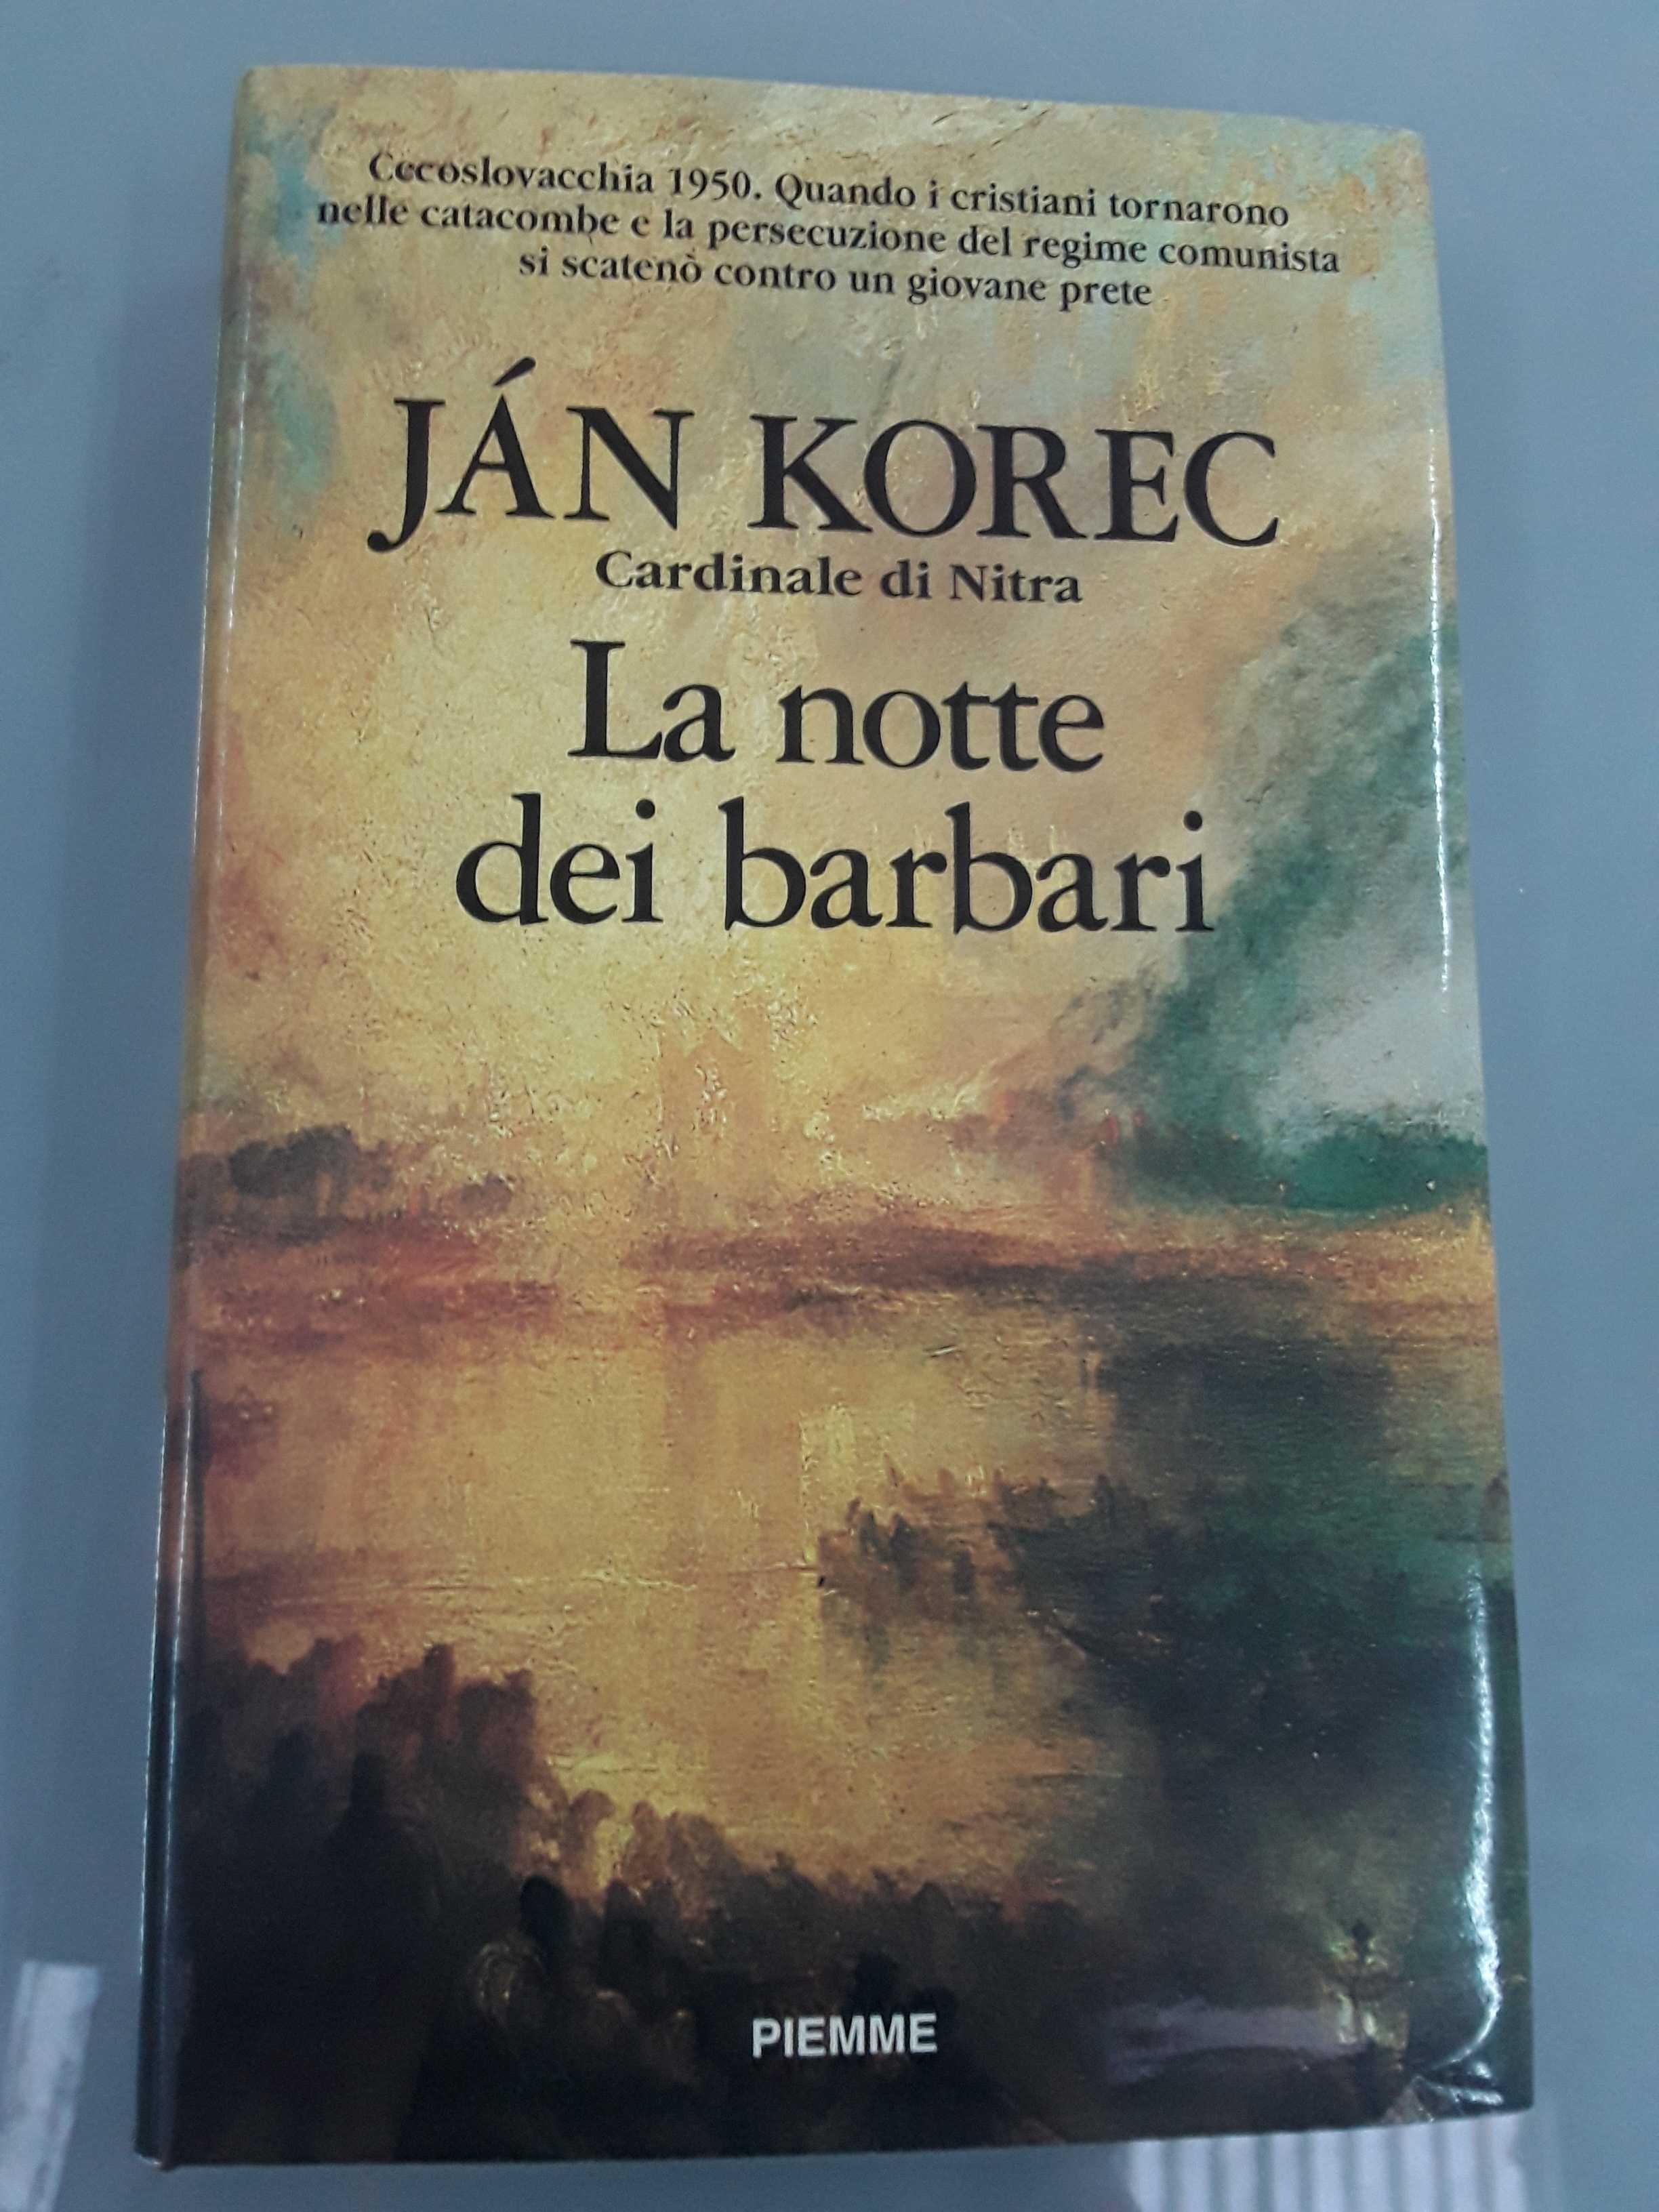 Cecoslovacchia 1950. Quando i cristiani tornarono
nelle catacombe e la persecuzione del regime comunista
si scatenò contro un giovane prete
JÁN KOREC
Cardinale di Nitra
La notte
dei barbari
PIEMME